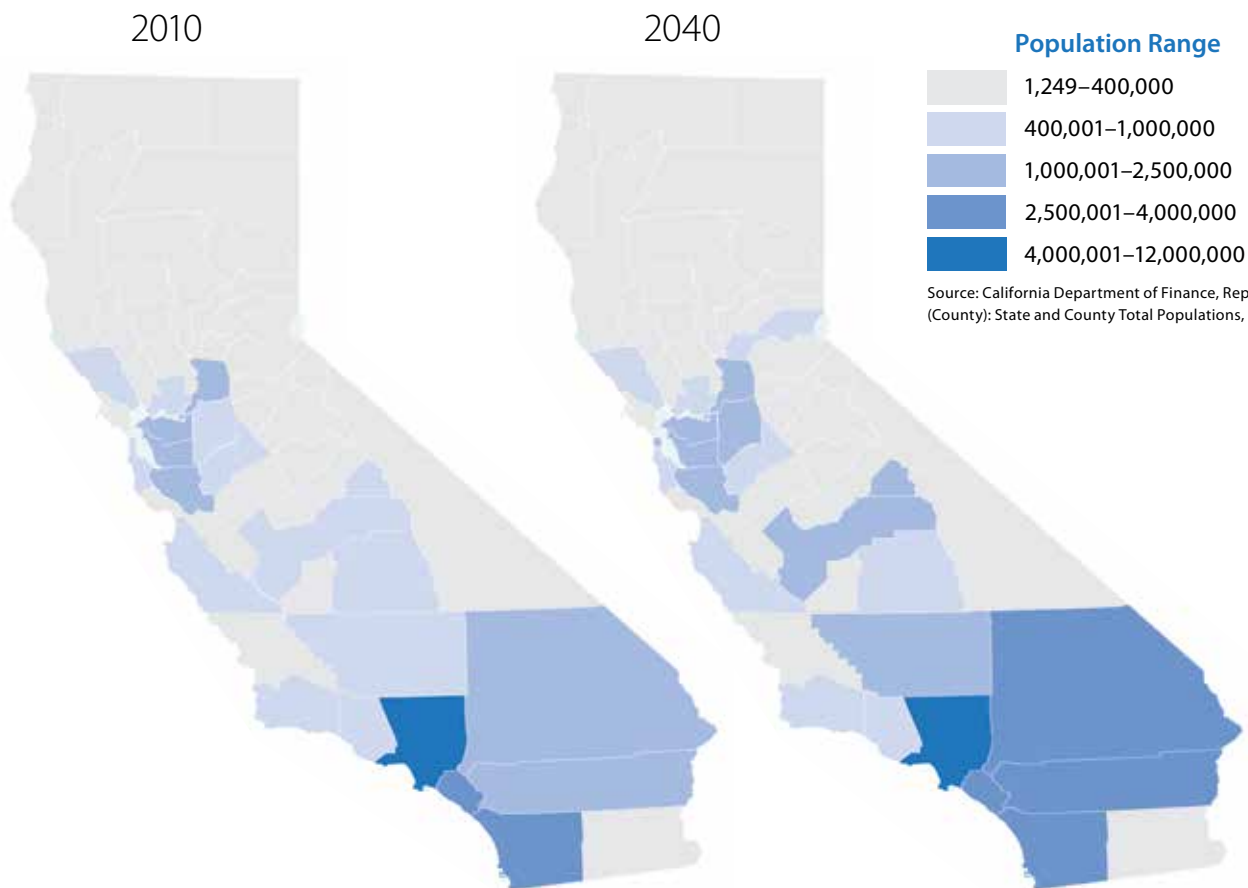 2010
2040
Population Range
1,249–400,000
400,001–1,000,000
1,000,001–2,500,000
2,500,001–4,000,000
4,000,001–12,000,000
Source: California Department of Finance, Rep
(County): State and County Total Populations,